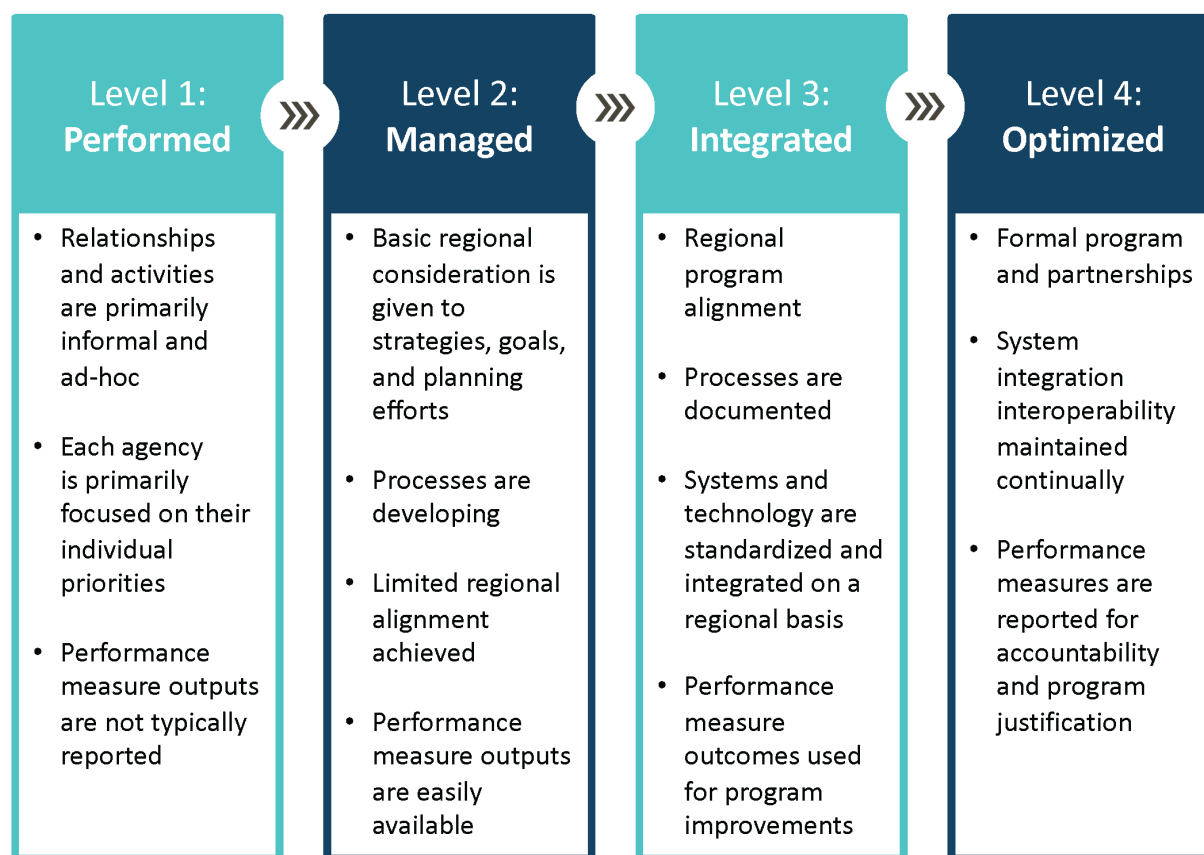 Level 1:
Performed
• Relationships
and activities
are primarily
informal and
ad-hoc
• Each agency
is primarily
focused on their
individual
priorities
• Performance
measure outputs
are not typically
reported
Level 2:
Managed
• Basic regional
consideration is
given to
strategies, goals,
and planning
efforts
• Processes are
developing
• Limited regional
alignment
achieved
• Performance
measure outputs
are easily
available
Level 3:
Integrated
• Regional
program
alignment
• Processes are
documented
• Systems and
technology are
standardized and
integrated on a
regional basis
• Performance
measure
outcomes used
for program
improvements
Level 4:
Optimized
• Formal program
and partnerships
• System
integration
interoperability
maintained
continually
• Performance
measures are
reported for
accountability
and program
justification